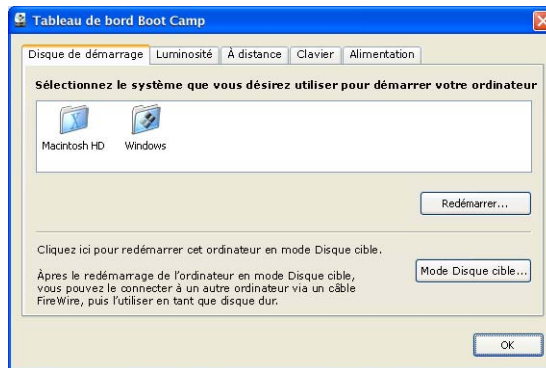 Tableau de bord Boot Camp
Disque de démarrage Luminosité À distance Clavier Alimentation
Sélectionnez le système que vous désirez utiliser pour démarrer votre ordinateur
Macintosh HD Windows
Redémarrer...
Cliquez ici pour redémarrer cet ordinateur en mode Disque cible.
Àpres le redémarrage de l'ordinateur en mode Disque cible,
vous pouvez le connecter à un autre ordinateur via un câble
FireWire, puis l'utiliser en tant que disque dur.
Mode Disque cible...
OK